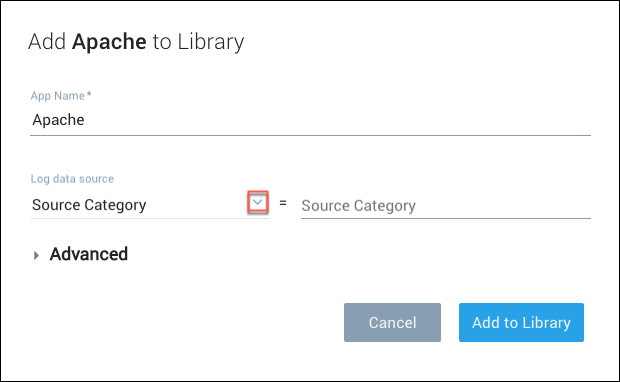 Add Apache to Library
App Name *
Apache
Log data source
Source Category = Source Category
Advanced
Cancel Add to Library